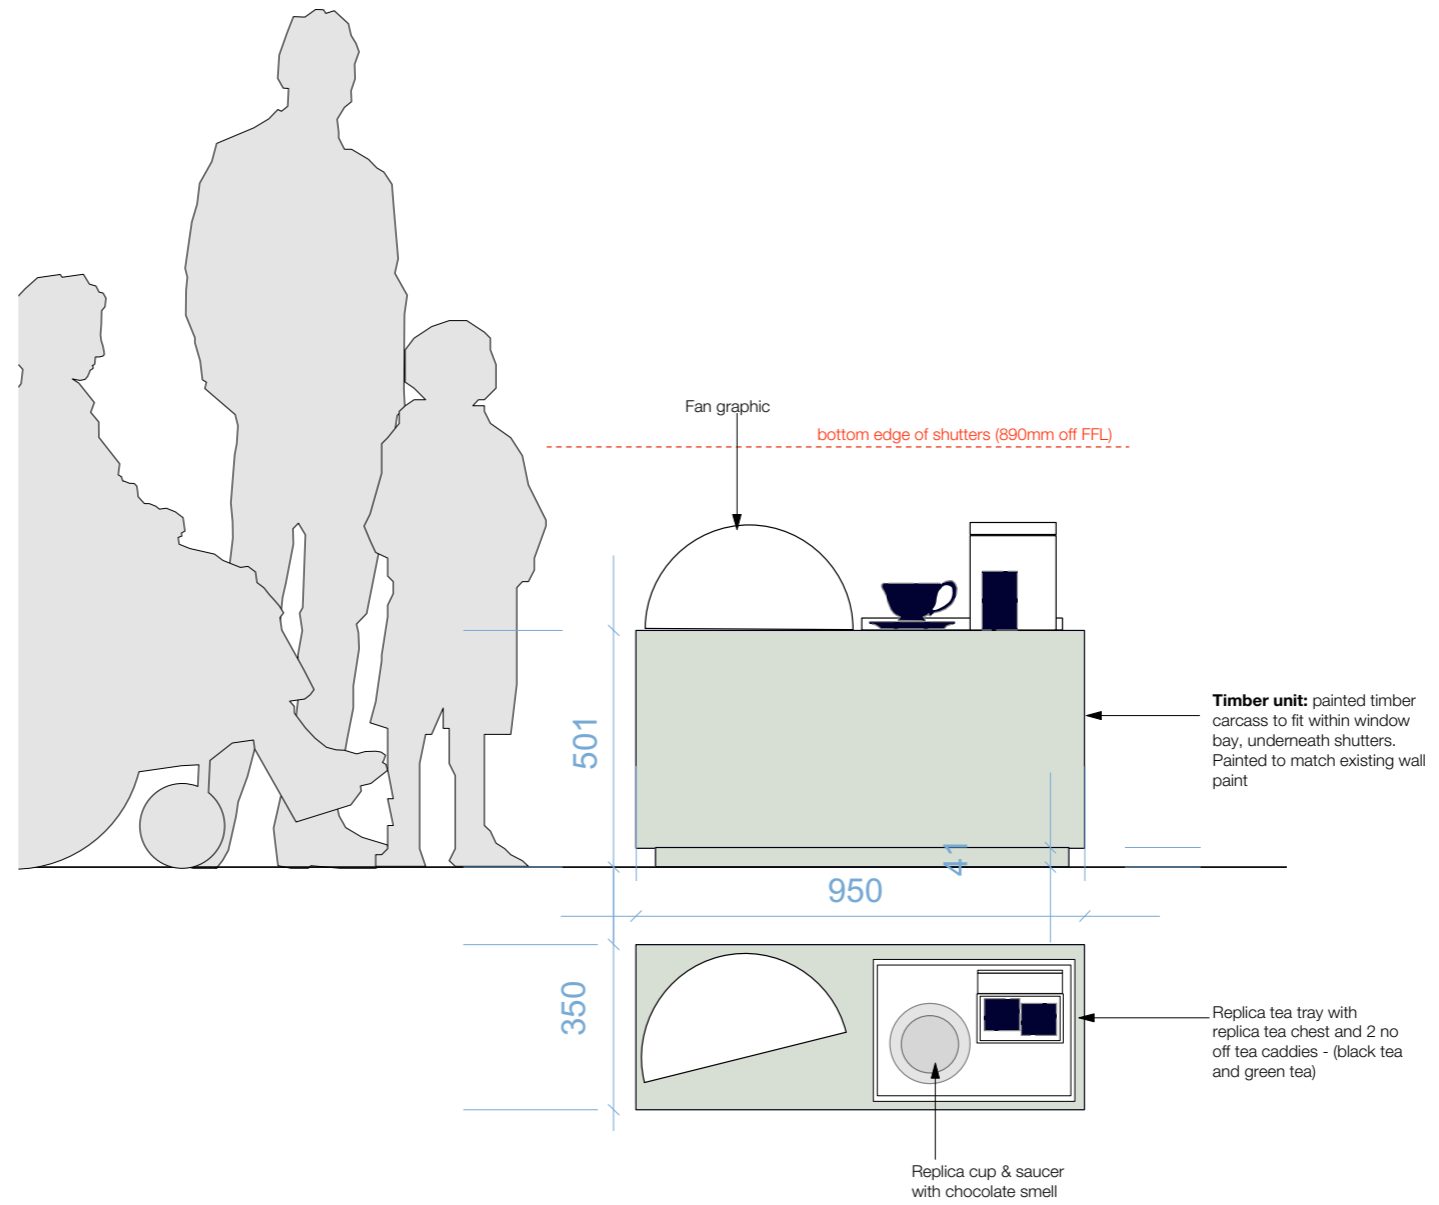 Fan graphic
bottom edge of shutters (890mm off FFL)
501
Timber unit: painted timber
carcass to fit within window
bay, underneath shutters.
Painted to match existing wall
paint
41
950
350
Replica tea tray with
replica tea chest and 2 no
off tea caddies - (black tea
and green tea)
Replica cup & saucer
with chocolate smell